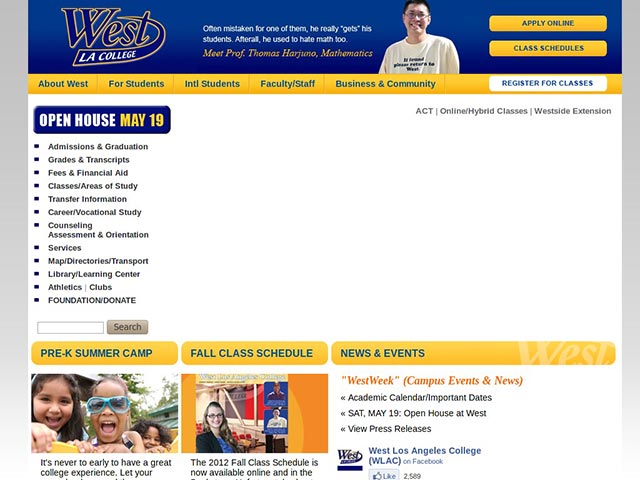 West
LA COLLEGE
Often mistaken for one of them, he really "gets" his
students. Afterall, he used to hate math too.
Meet Prof. Thomas Harjuno, Mathematics
If found
please return to
West.
APPLY ONLINE
CLASS SCHEDULES
About West
For Students
Intl Students
Faculty/Staff
Business & Community
REGISTER FOR CLASSES
OPEN HOUSE MAY 19
ACT | Online/Hybrid Classes | Westside Extension
Admissions & Graduation
Grades & Transcripts
Fees & Financial Aid
Classes/Areas of Study
Transfer Information
Career/Vocational Study
Counseling
Assessment & Orientation
Services
Map/Directories/Transport
Library/Learning Center
Athletics | Clubs
FOUNDATION/DONATE
Search
PRE-K SUMMER CAMP
FALL CLASS SCHEDULE
NEWS & EVENTS
West
It's never to early to have a great
college experience. Let your
West Los Angeles College
The 2012 Fall Class Schedule is
now available online and in the
"WestWeek" (Campus Events & News)
« Academic Calendar/Important Dates
« SAT, MAY 19: Open House at West
« View Press Releases
West
West Los Angeles College
(WLAC) on Facebook
Like 2,589